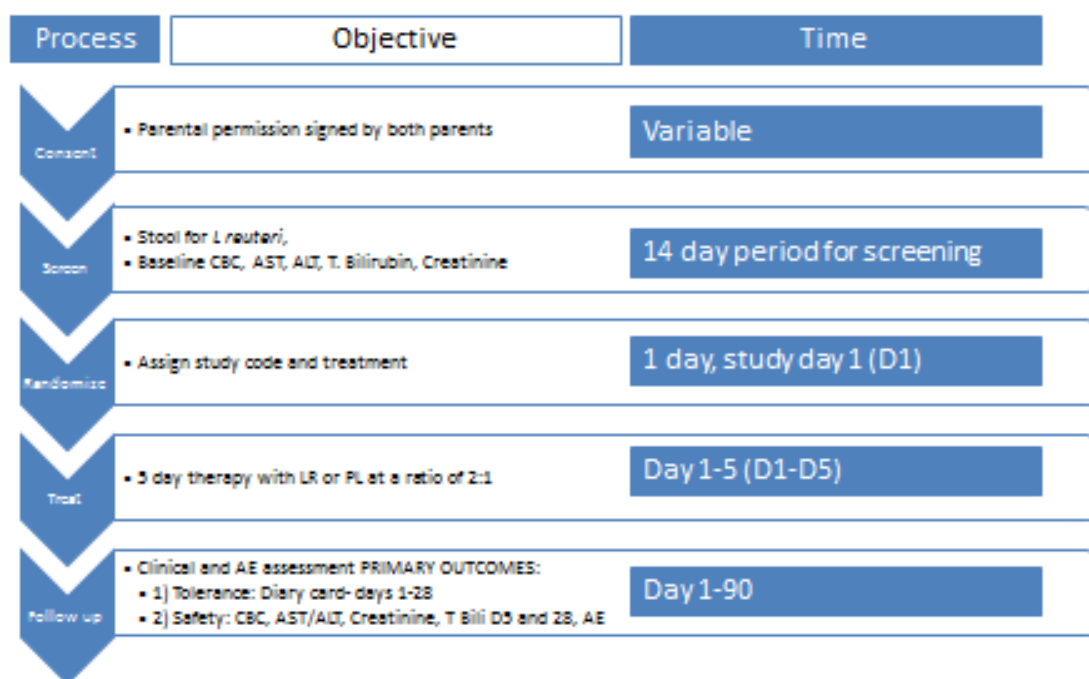 Process Objective Time
Consent
▪ Parental permission signed by both parents
Variable
Screen
▪ Stool for L reuteri,
▪ Baseline CBC, AST, ALT, T. Bilirubin, Creatinine
14 day period for screening
Randomize
▪ Assign study code and treatment
1 day, study day 1 (D1)
Treat
▪ 5 day therapy with LR or PL at a ratio of 2:1
Day 1-5 (D1-D5)
Follow up
▪ Clinical and AE assessment PRIMARY OUTCOMES:
▪ 1) Tolerance: Diary card- days 1-28
▪ 2) Safety: CBC, AST/ALT, Creatinine, T Bili D5 and 28, AE
Day 1-90